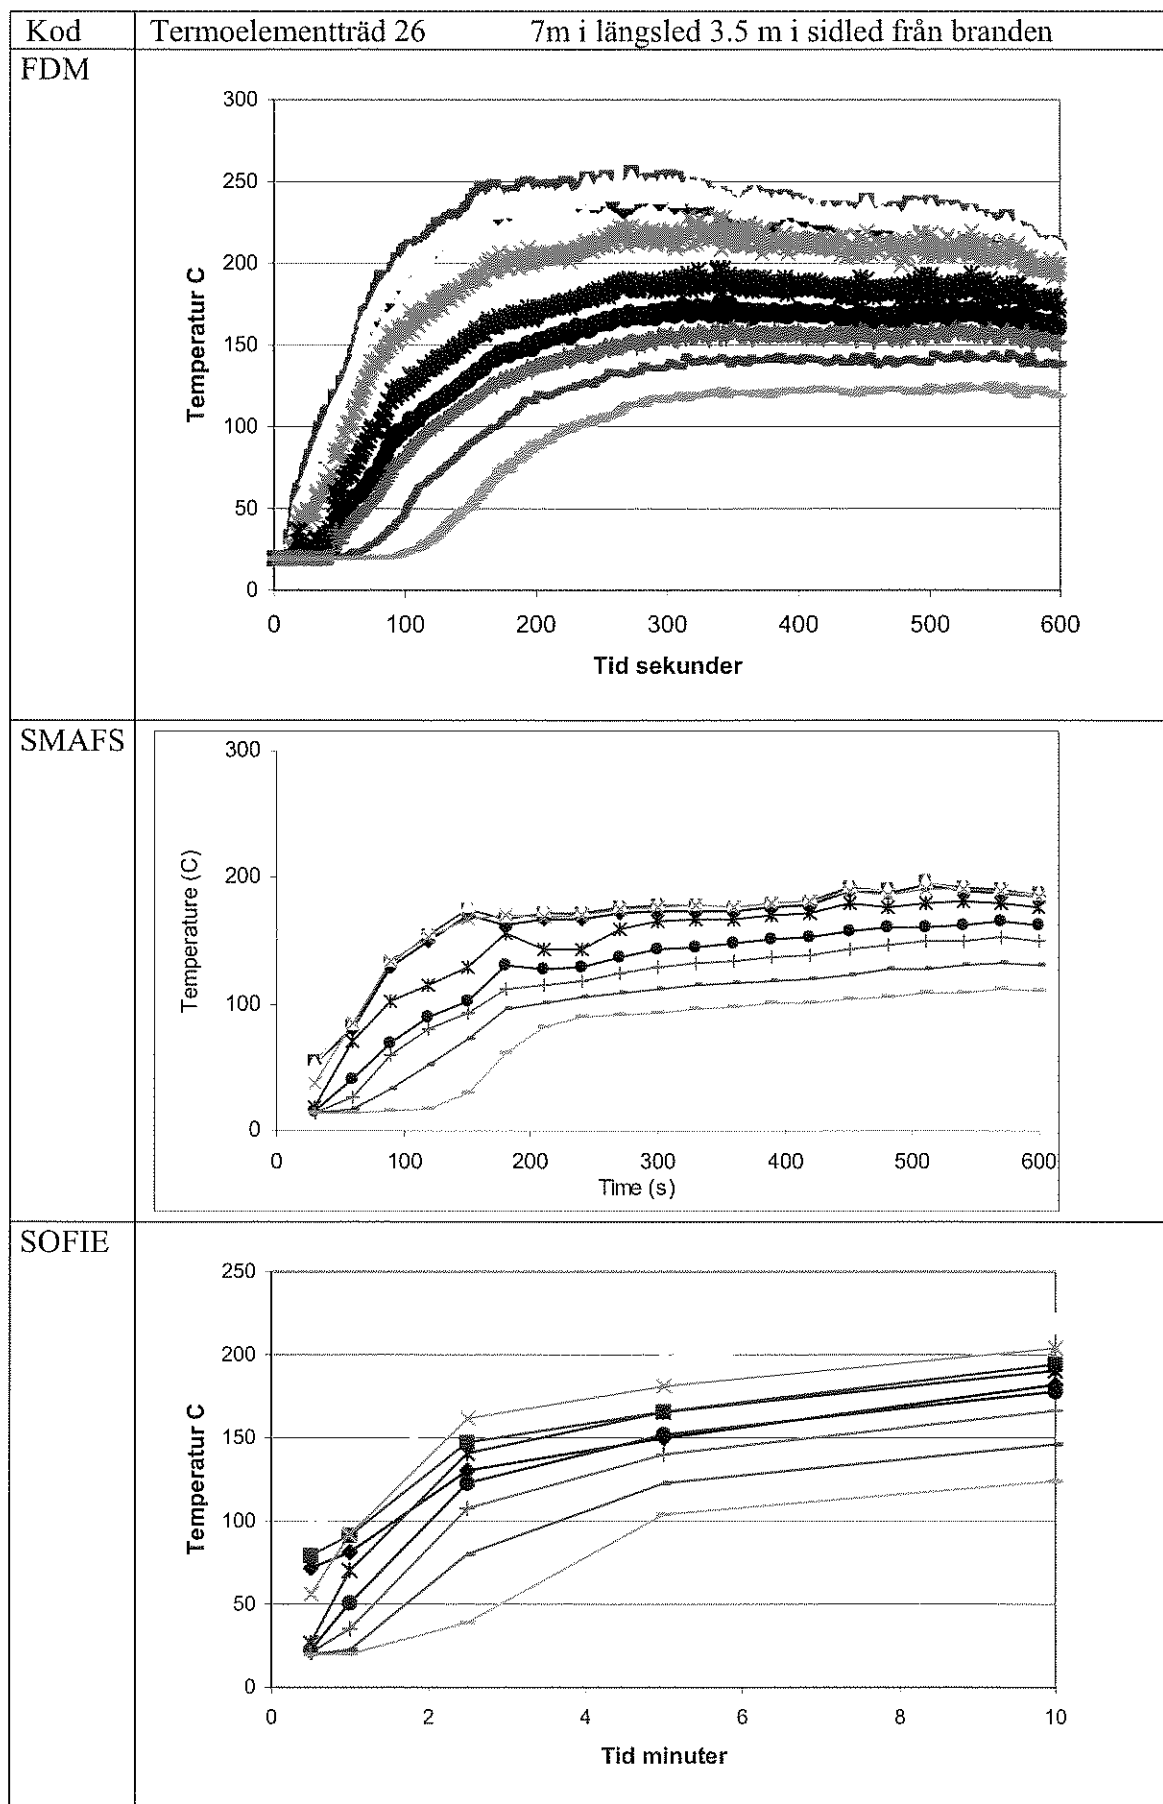 Kod Termoelementträd 26 7m i längsled 3.5 m i sidled från branden
FDM
300
250
200
150
100
50
0
Temperatur C
0 100 200 300 400 500 600
Tid sekunder
SMAFS
300
200
100
0
Temperature (C)
0 100 200 300 400 500 600
Time (s)
SOFIE
250
200
150
100
50
0
Temperatur C
0 2 4 6 8 10
Tid minuter